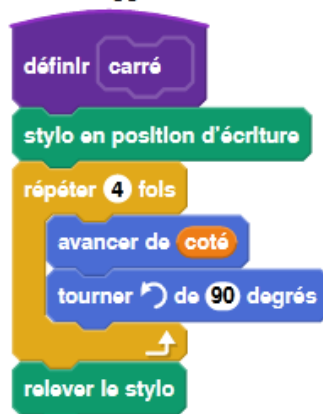 définir carré
stylo en position d'écriture
répéter 4 fois
avancer de coté
tourner de 90 degrés
relever le stylo